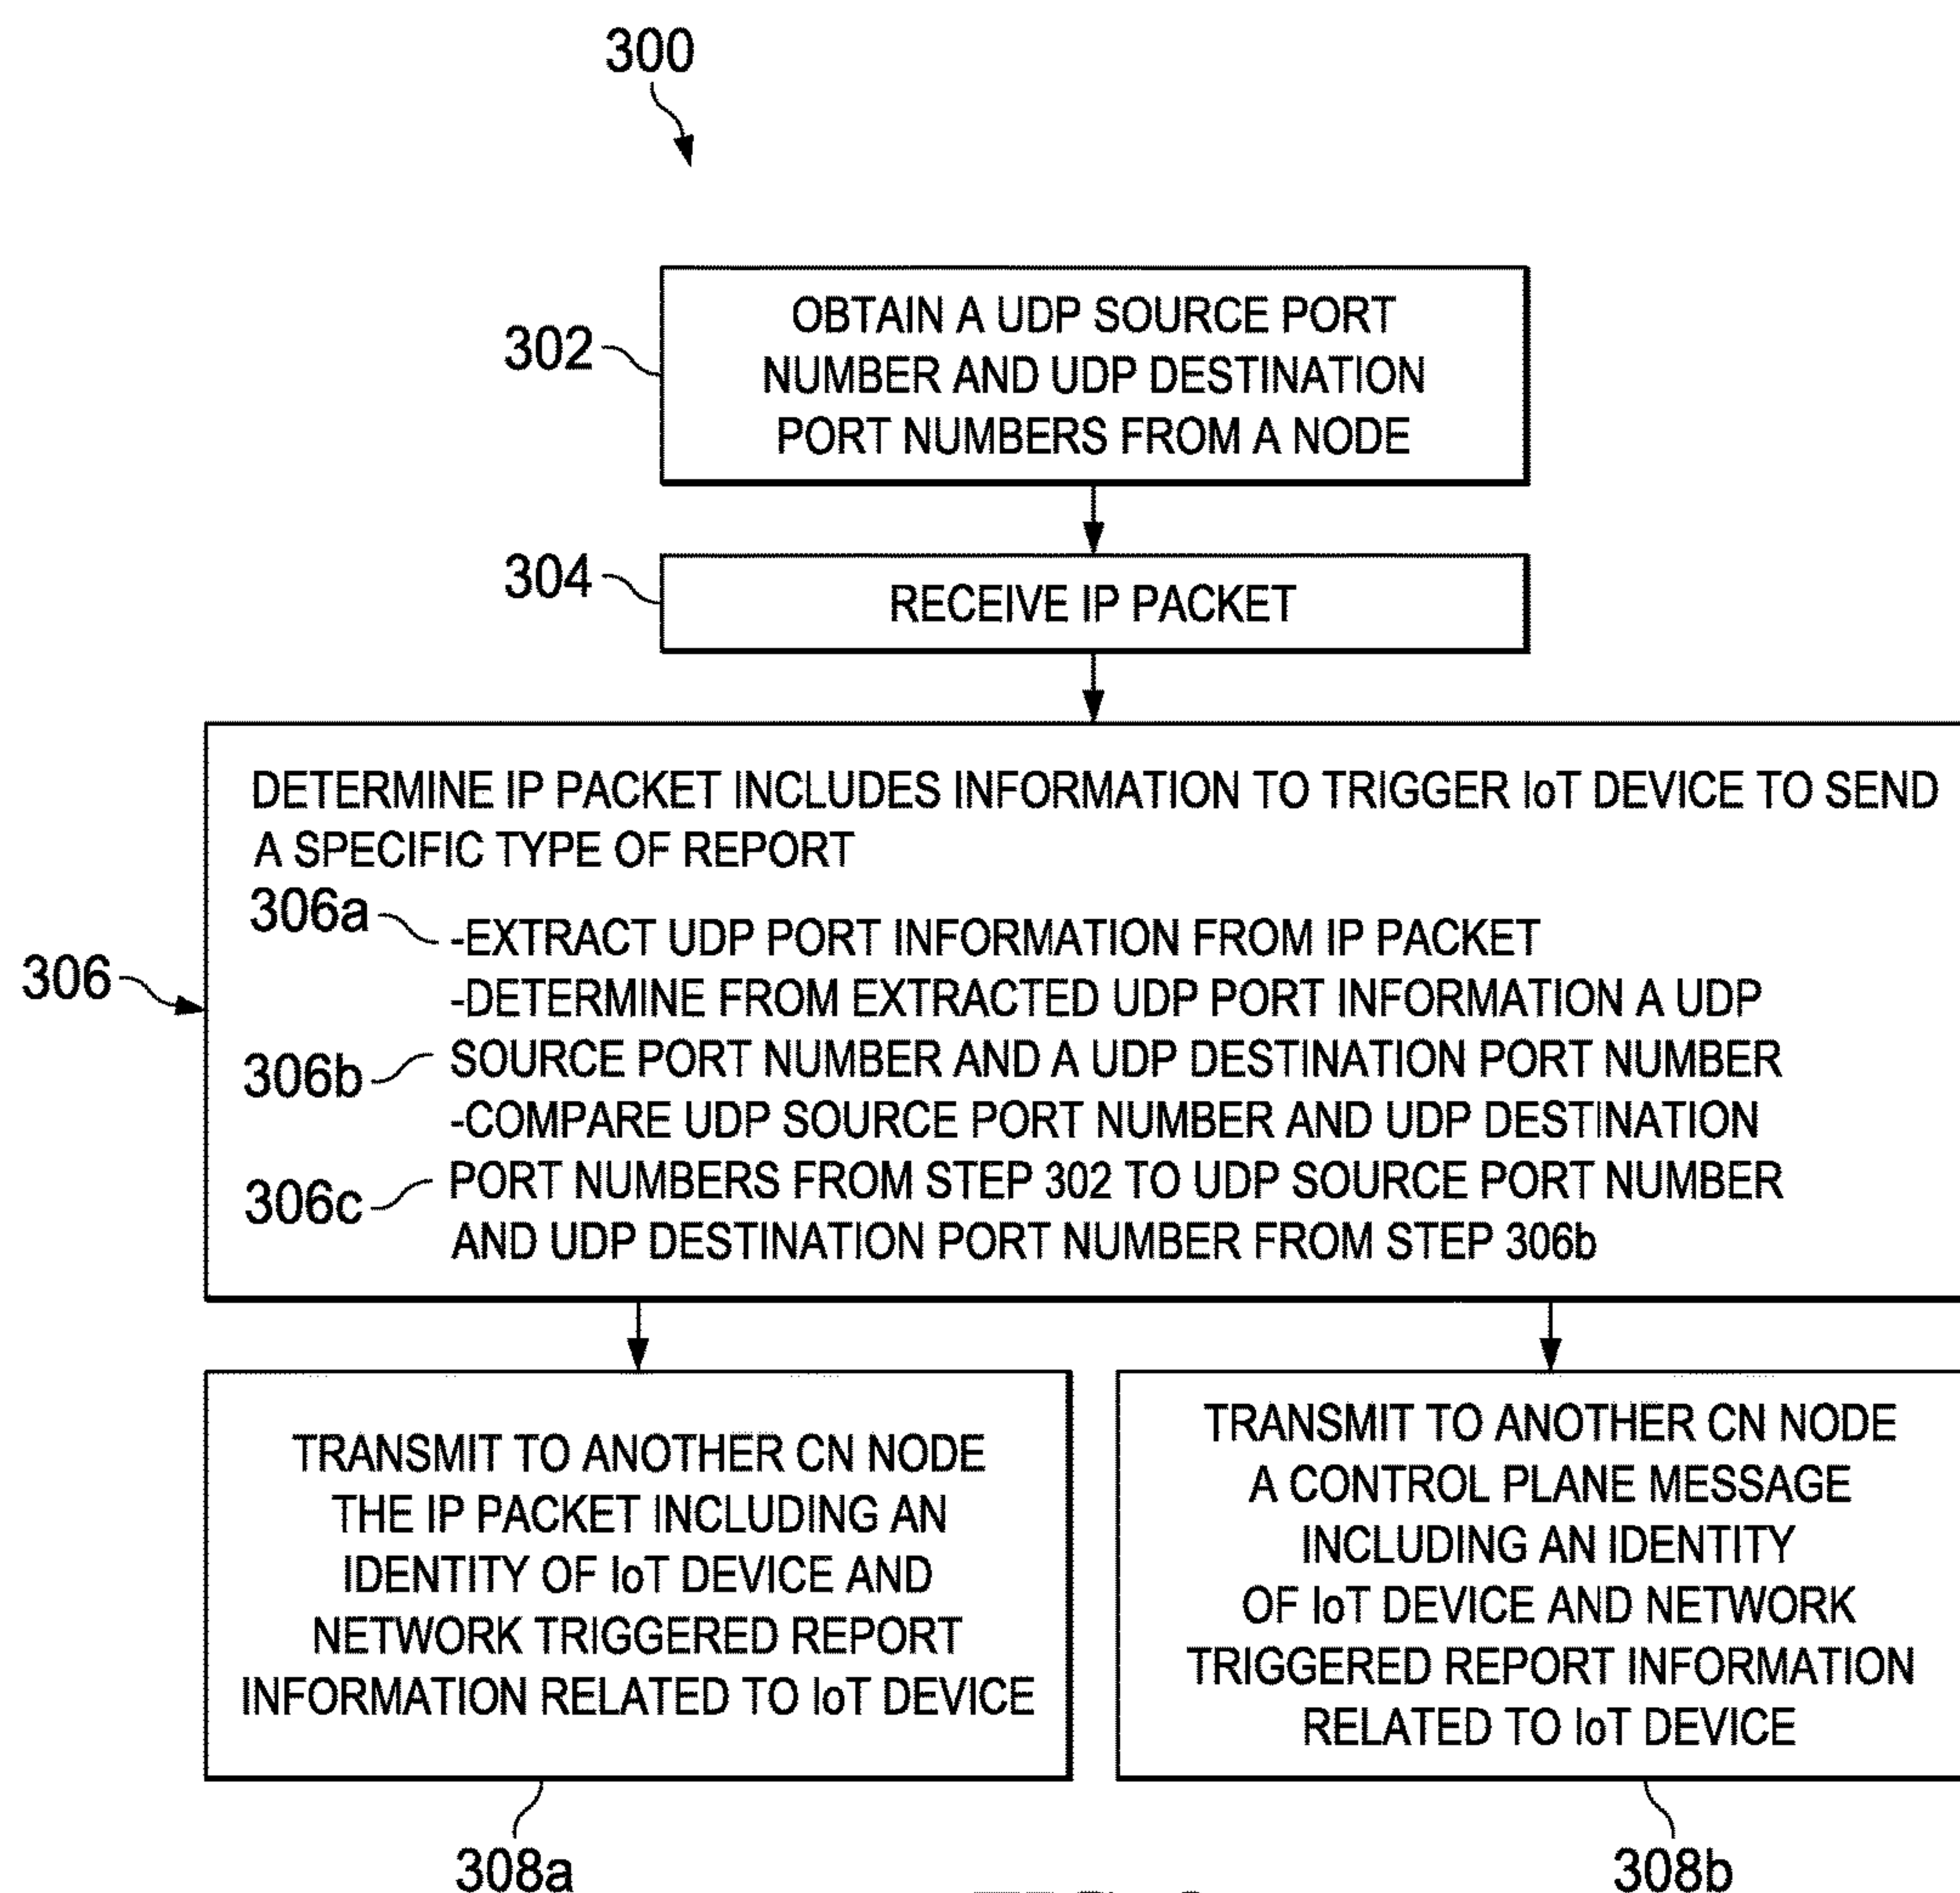 300
302
OBTAIN A UDP SOURCE PORT
NUMBER AND UDP DESTINATION
PORT NUMBERS FROM A NODE
304
RECEIVE IP PACKET
306
DETERMINE IP PACKET INCLUDES INFORMATION TO TRIGGER IoT DEVICE TO SEND
A SPECIFIC TYPE OF REPORT
306a
-EXTRACT UDP PORT INFORMATION FROM IP PACKET
-DETERMINE FROM EXTRACTED UDP PORT INFORMATION A UDP
306b
SOURCE PORT NUMBER AND A UDP DESTINATION PORT NUMBER
-COMPARE UDP SOURCE PORT NUMBER AND UDP DESTINATION
306c
PORT NUMBERS FROM STEP 302 TO UDP SOURCE PORT NUMBER
AND UDP DESTINATION PORT NUMBER FROM STEP 306b
TRANSMIT TO ANOTHER CN NODE
THE IP PACKET INCLUDING AN
IDENTITY OF IoT DEVICE AND
NETWORK TRIGGERED REPORT
INFORMATION RELATED TO IoT DEVICE
308a
TRANSMIT TO ANOTHER CN NODE
A CONTROL PLANE MESSAGE
INCLUDING AN IDENTITY
OF IoT DEVICE AND NETWORK
TRIGGERED REPORT INFORMATION
RELATED TO IoT DEVICE
308b